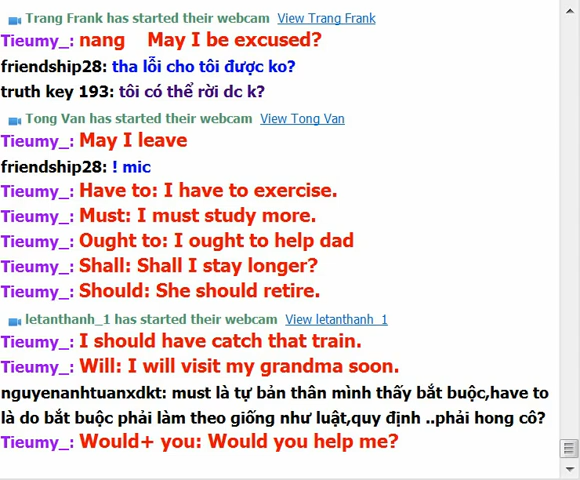 Trang Frank has started their webcam View Trang Frank
Tieumy_: nang May I be excused?
friendship28: tha lỗi cho tôi được ko?
truth key 193: tôi có thể rời dc k?
Tong Van has started their webcam View Tong Van
Tieumy_: May I leave
friendship28: ! mic
Tieumy_: Have to: I have to exercise.
Tieumy_: Must: I must study more.
Tieumy_: Ought to: I ought to help dad
Tieumy_: Shall: Shall I stay longer?
Tieumy_: Should: She should retire.
letanthanh_1 has started their webcam View letanthanh_1
Tieumy_: I should have catch that train.
Tieumy_: Will: I will visit my grandma soon.
nguyenanhtuanxdkt: must là tự bản thân mình thấy bắt buộc,have to
là do bắt buộc phải làm theo giống như luật,quy định ..phải hong cô?
Tieumy_: Would+ you: Would you help me?